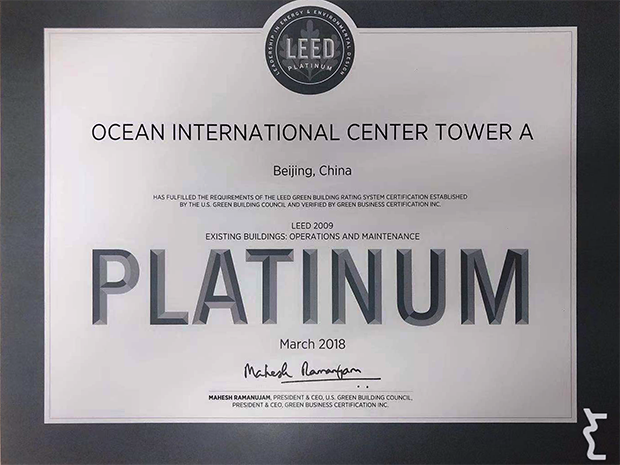 LEADERSHIP IN ENERGY & ENVIRONMENTAL DESIGN
LEED
PLATINUM
OCEAN INTERNATIONAL CENTER TOWER A
Beijing, China
HAS FULFILLED THE REQUIREMENTS OF THE LEED GREEN BUILDING RATING SYSTEM CERTIFICATION ESTABLISHED
BY THE U.S. GREEN BUILDING COUNCIL AND VERIFIED BY GREEN BUSINESS CERTIFICATION INC.
LEED 2009
EXISTING BUILDINGS: OPERATIONS AND MAINTENANCE
PLATINUM
March 2018
Mahesh Ramanujam
MAHESH RAMANUJAM, PRESIDENT & CEO, U.S. GREEN BUILDING COUNCIL,
PRESIDENT & CEO, GREEN BUSINESS CERTIFICATION INC.